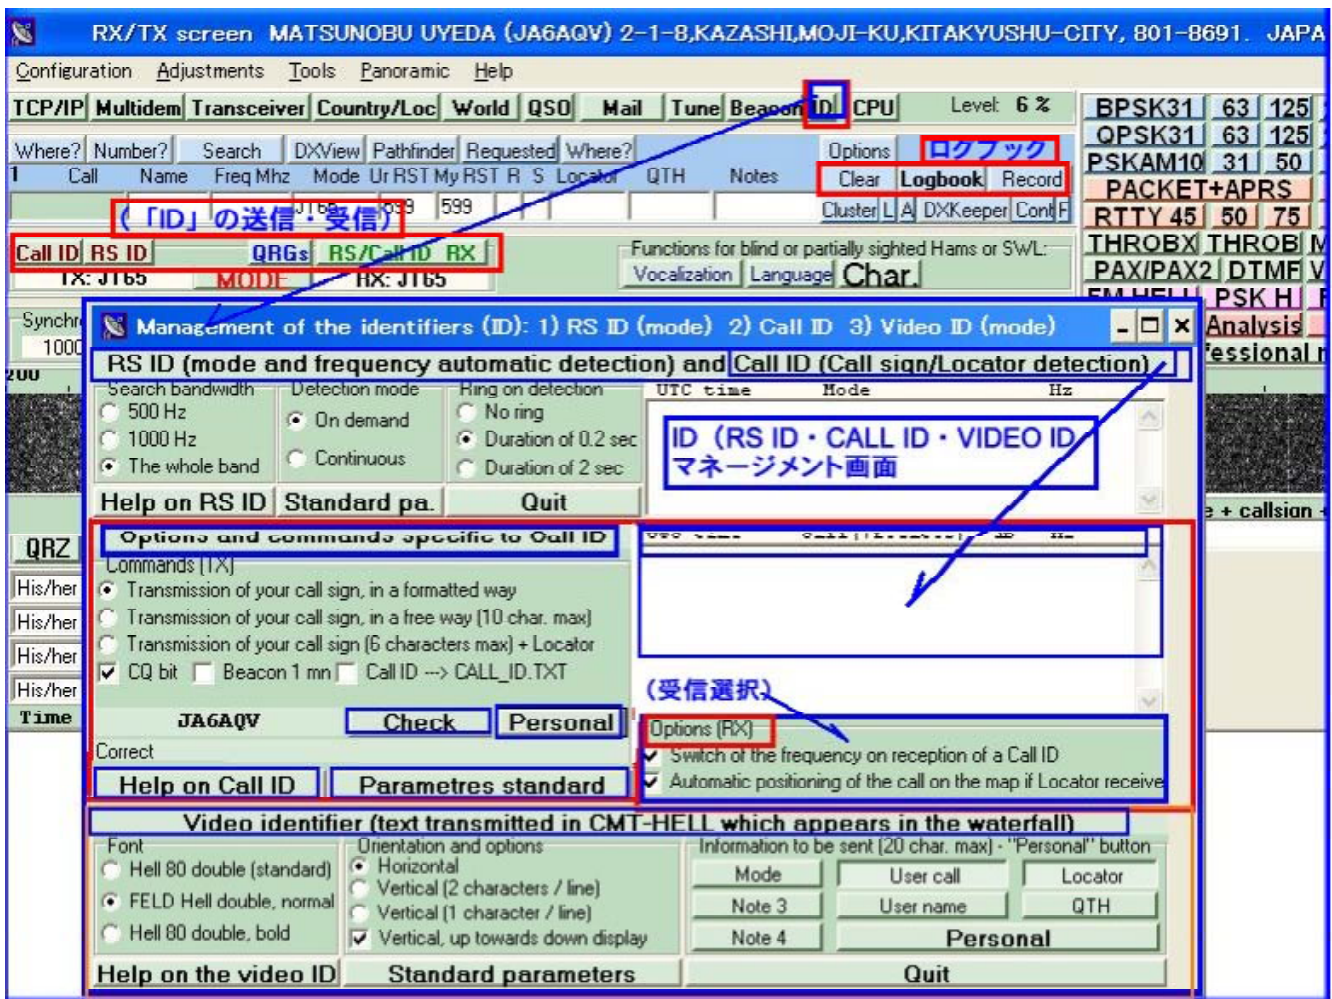 RX/TX screen MATSUNOBU UYEDA (JA6AQV) 2-1-8,KAZASHI,MOJI-KU,KITAKYUSHU-CITY, 801-8691. JAPA
Configuration Adjustments Tools Panoramic Help
TCP/IP Multidem Transceiver Country/Loc World QSO Mail Tune Beacon ID CPU Level: 6 %
BPSK31 63 125
QPSK31 63 125
Where? Number? Search DXView Pathfinder Requested Where? Options ログブック
PSKAM10 31 50
1 Call Name Freq Mhz Mode Ur RST My RST R S Locator QTH Notes Clear Logbook Record
PACKET+APRS
JT65 599 599 Cluster L A DXKeeper Cont F
RTTY 45 50 75
(「ID」の送信・受信)
Call ID RS ID QRGs RS/Call ID RX Functions for blind or partially sighted Hams or SWL:
THROBX THROB M
TX: JT65 MODE RX: JT65 Vocalization Language Char.
PAX/PAX2 DTMF V
FM HELL PSK H F
Synchr
1000
Analysis
fessional
200
Management of the identifiers (ID): 1) RS ID (mode) 2) Call ID 3) Video ID (mode)
RS ID (mode and frequency automatic detection) and Call ID (Call sign/Locator detection)
Search bandwidth Detection mode Ring on detection UTC time Mode Hz
500 Hz On demand No ring
1000 Hz Continuous Duration of 0.2 sec
The whole band Duration of 2 sec
ID (RS ID・CALL ID・VIDEO ID
マネージメント画面
Help on RS ID Standard pa. Quit
e + callsign +
QRZ
His/her
His/her
His/her
His/her
Time
Options and commands specific to Call ID
Commands (TX)
Transmission of your call sign, in a formatted way
Transmission of your call sign, in a free way (10 char. max)
Transmission of your call sign (6 characters max) + Locator
CQ bit Beacon 1 mn Call ID ---> CALL_ID.TXT
JA6AQV Check Personal
Correct
Help on Call ID Parametres standard
(受信選択)
Options (RX)
Switch of the frequency on reception of a Call ID
Automatic positioning of the call on the map if Locator receive
Video identifier (text transmitted in CMT-HELL which appears in the waterfall)
Font Orientation and options Information to be sent (20 char. max) - "Personal" button
Hell 80 double (standard) Horizontal Mode User call Locator
FELD Hell double, normal Vertical (2 characters / line) Note 3 User name QTH
Hell 80 double, bold Vertical (1 character / line) Note 4 Personal
Vertical, up towards down display
Help on the video ID Standard parameters Quit